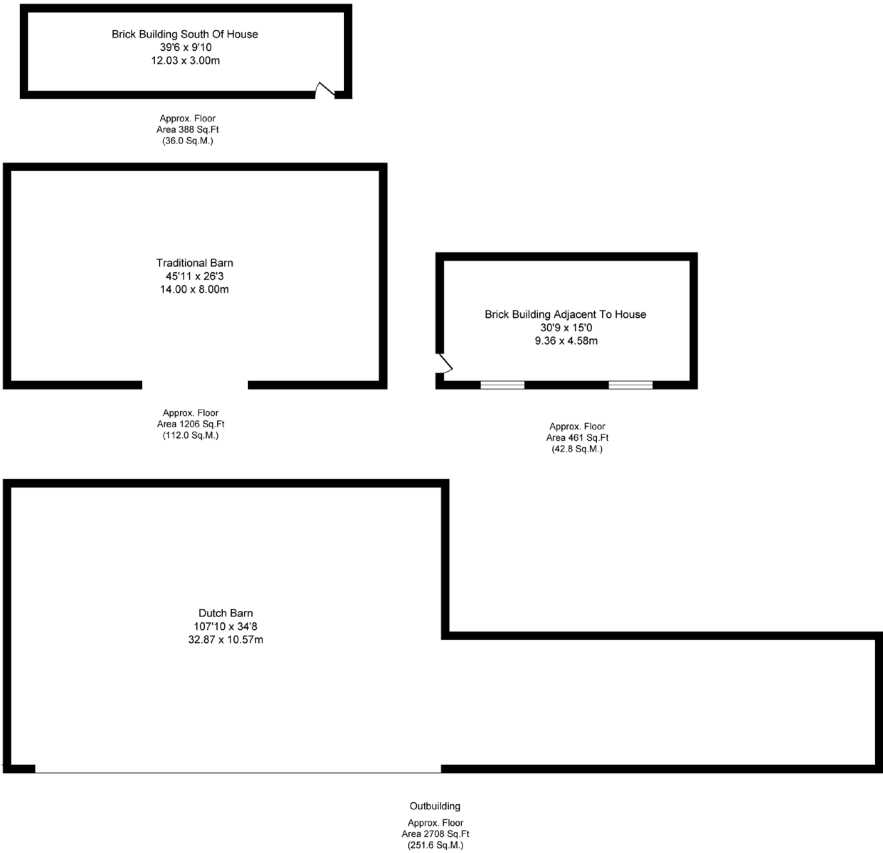 Brick Building South Of House
39'6 x 9'10
12.03 x 3.00m
Approx. Floor
Area 388 Sq.Ft
(36.0 Sq.M.)
Traditional Barn
45'11 x 26'3
14.00 x 8.00m
Approx. Floor
Area 1206 Sq.Ft
(112.0 Sq.M.)
Brick Building Adjacent To House
30'9 x 15'0
9.36 x 4.58m
Approx. Floor
Area 461 Sq.Ft
(42.8 Sq.M.)
Dutch Barn
107'10 x 34'8
32.87 x 10.57m
Outbuilding
Approx. Floor
Area 2708 Sq.Ft
(251.6 Sq.M.)